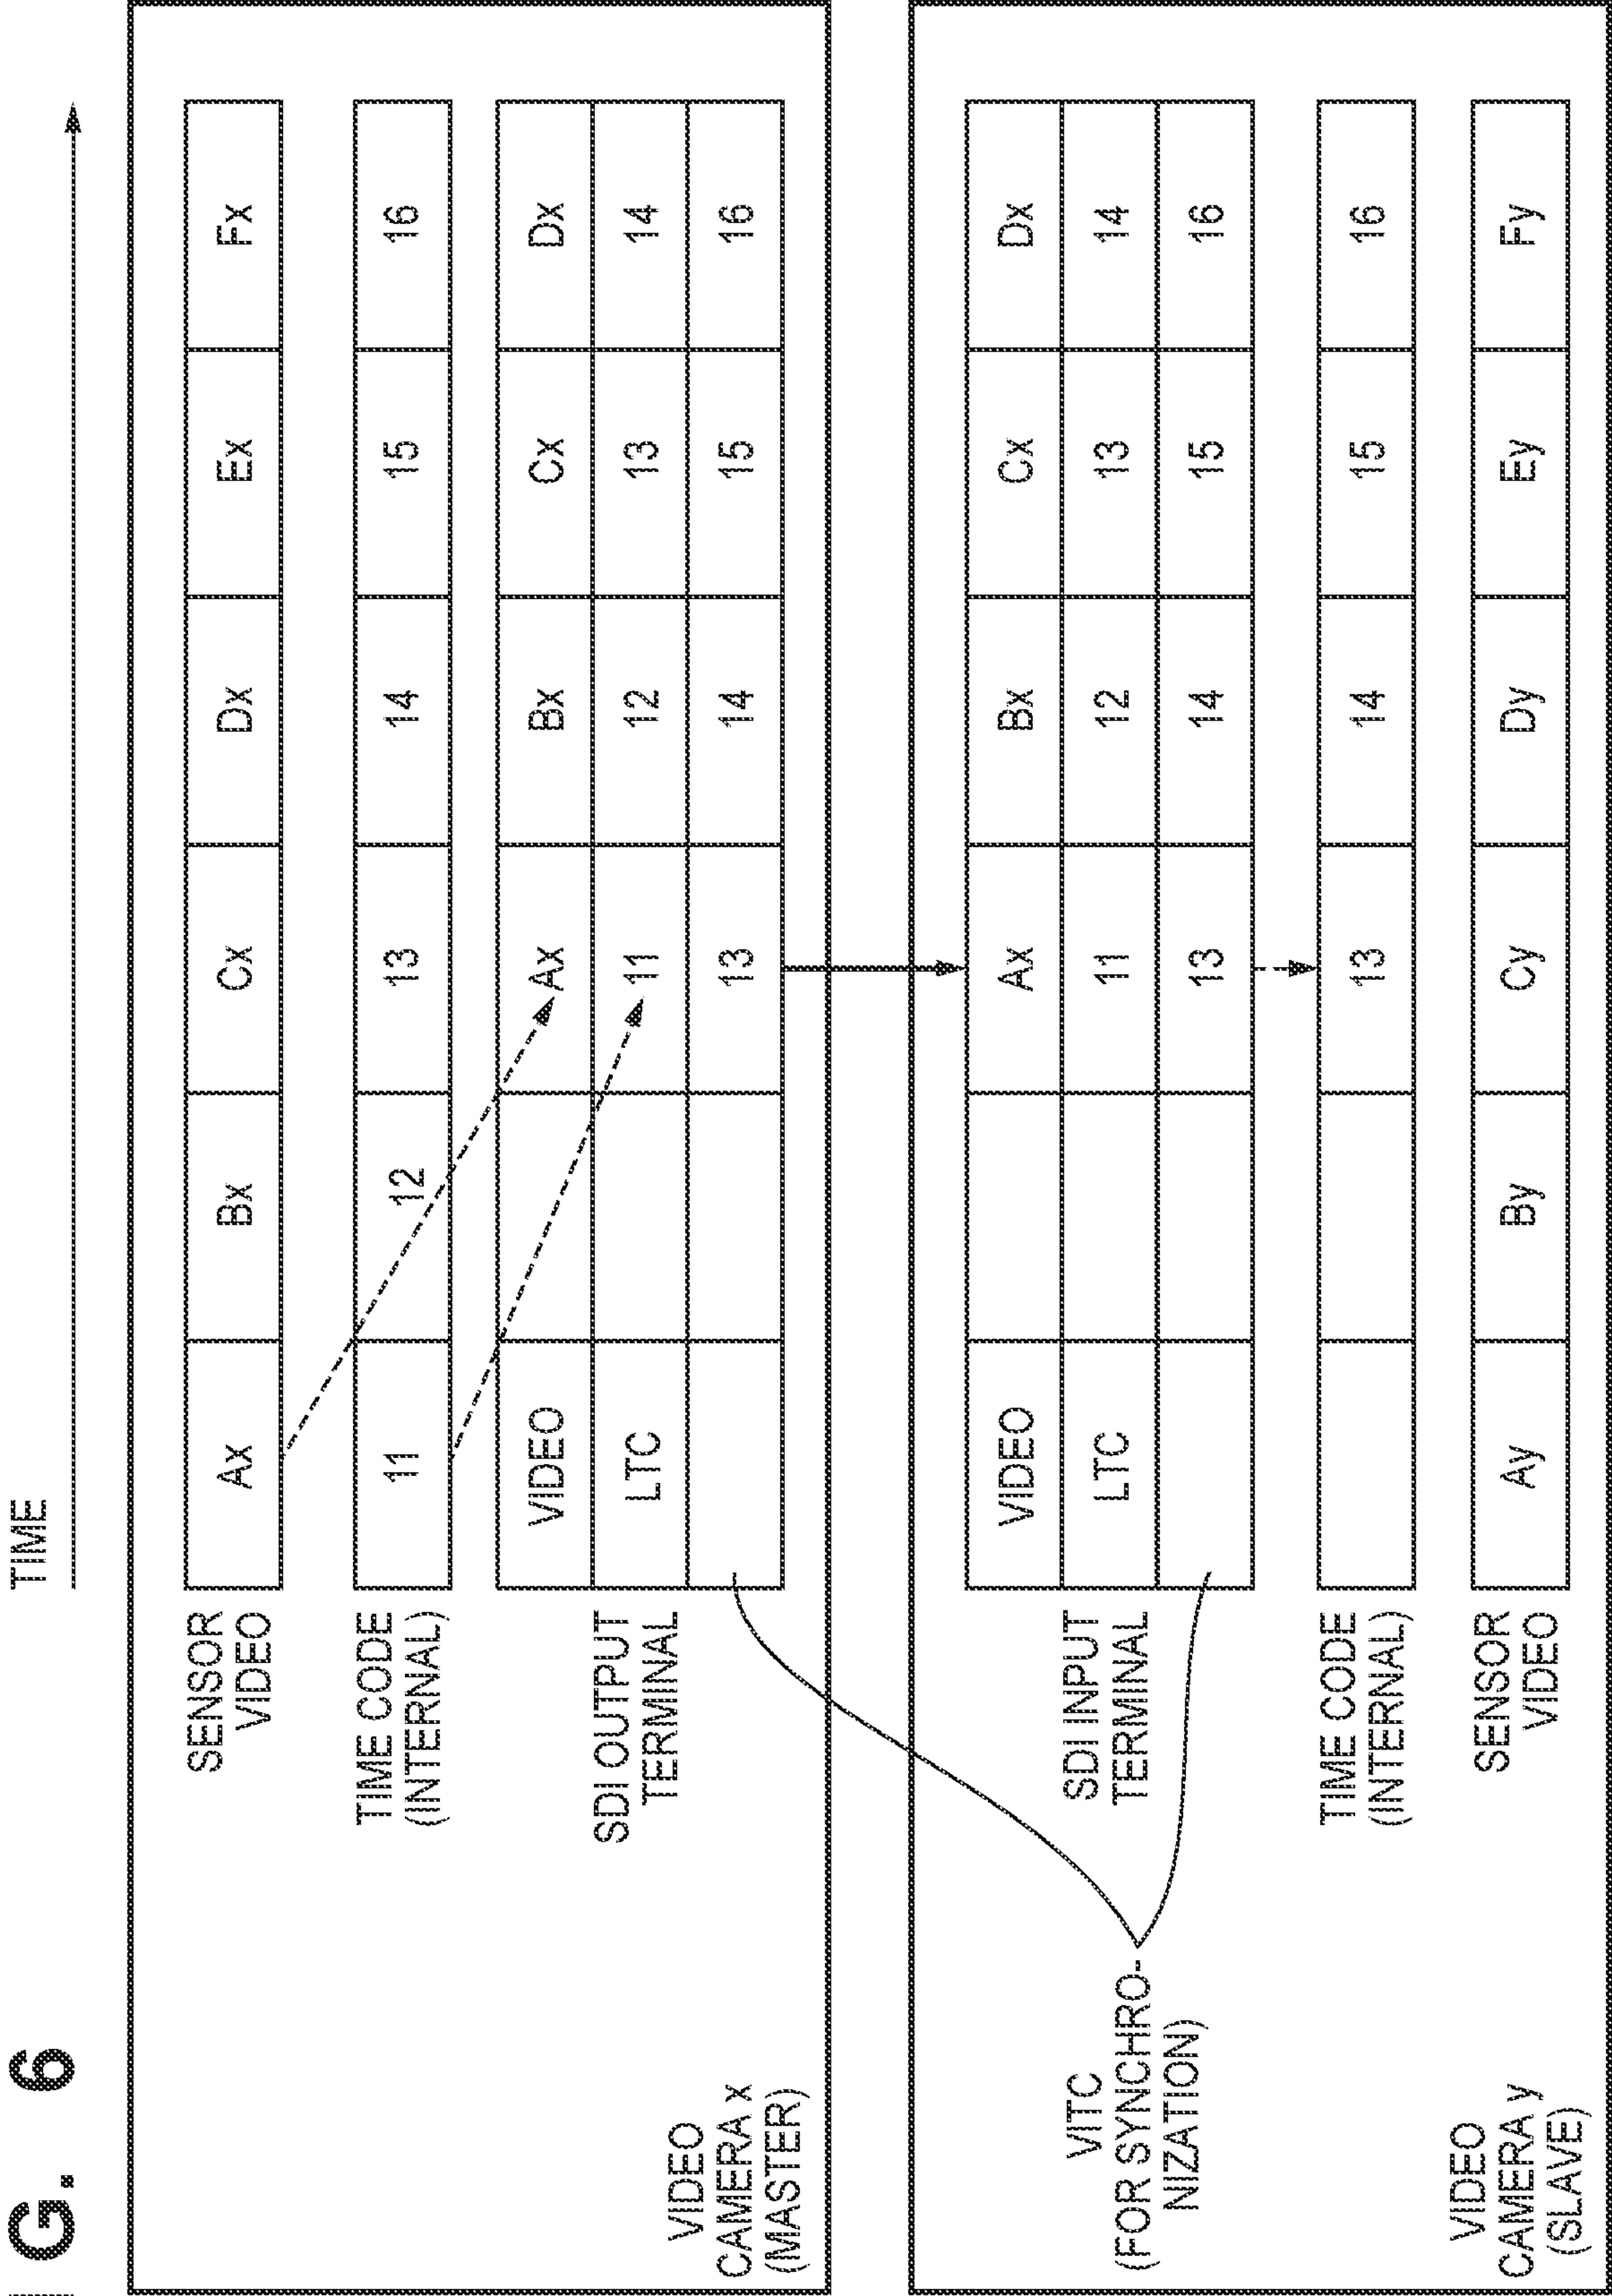 G. 6
TIME
SENSOR
VIDEO
Ax Bx Cx Dx Ex Fx
TIME CODE
(INTERNAL)
11 12 13 14 15 16
SDI OUTPUT
TERMINAL
VIDEO Ax Bx Cx Dx
LTC 11 12 13 14
13 14 15 16
VIDEO
CAMERA x
(MASTER)
SDI INPUT
TERMINAL
VIDEO Ax Bx Cx Dx
LTC 11 12 13 14
13 14 15 16
VITC
(FOR SYNCHRO-
NIZATION)
TIME CODE
(INTERNAL)
13 14 15 16
SENSOR
VIDEO
Ay By Cy Dy Ey Fy
VIDEO
CAMERA y
(SLAVE)